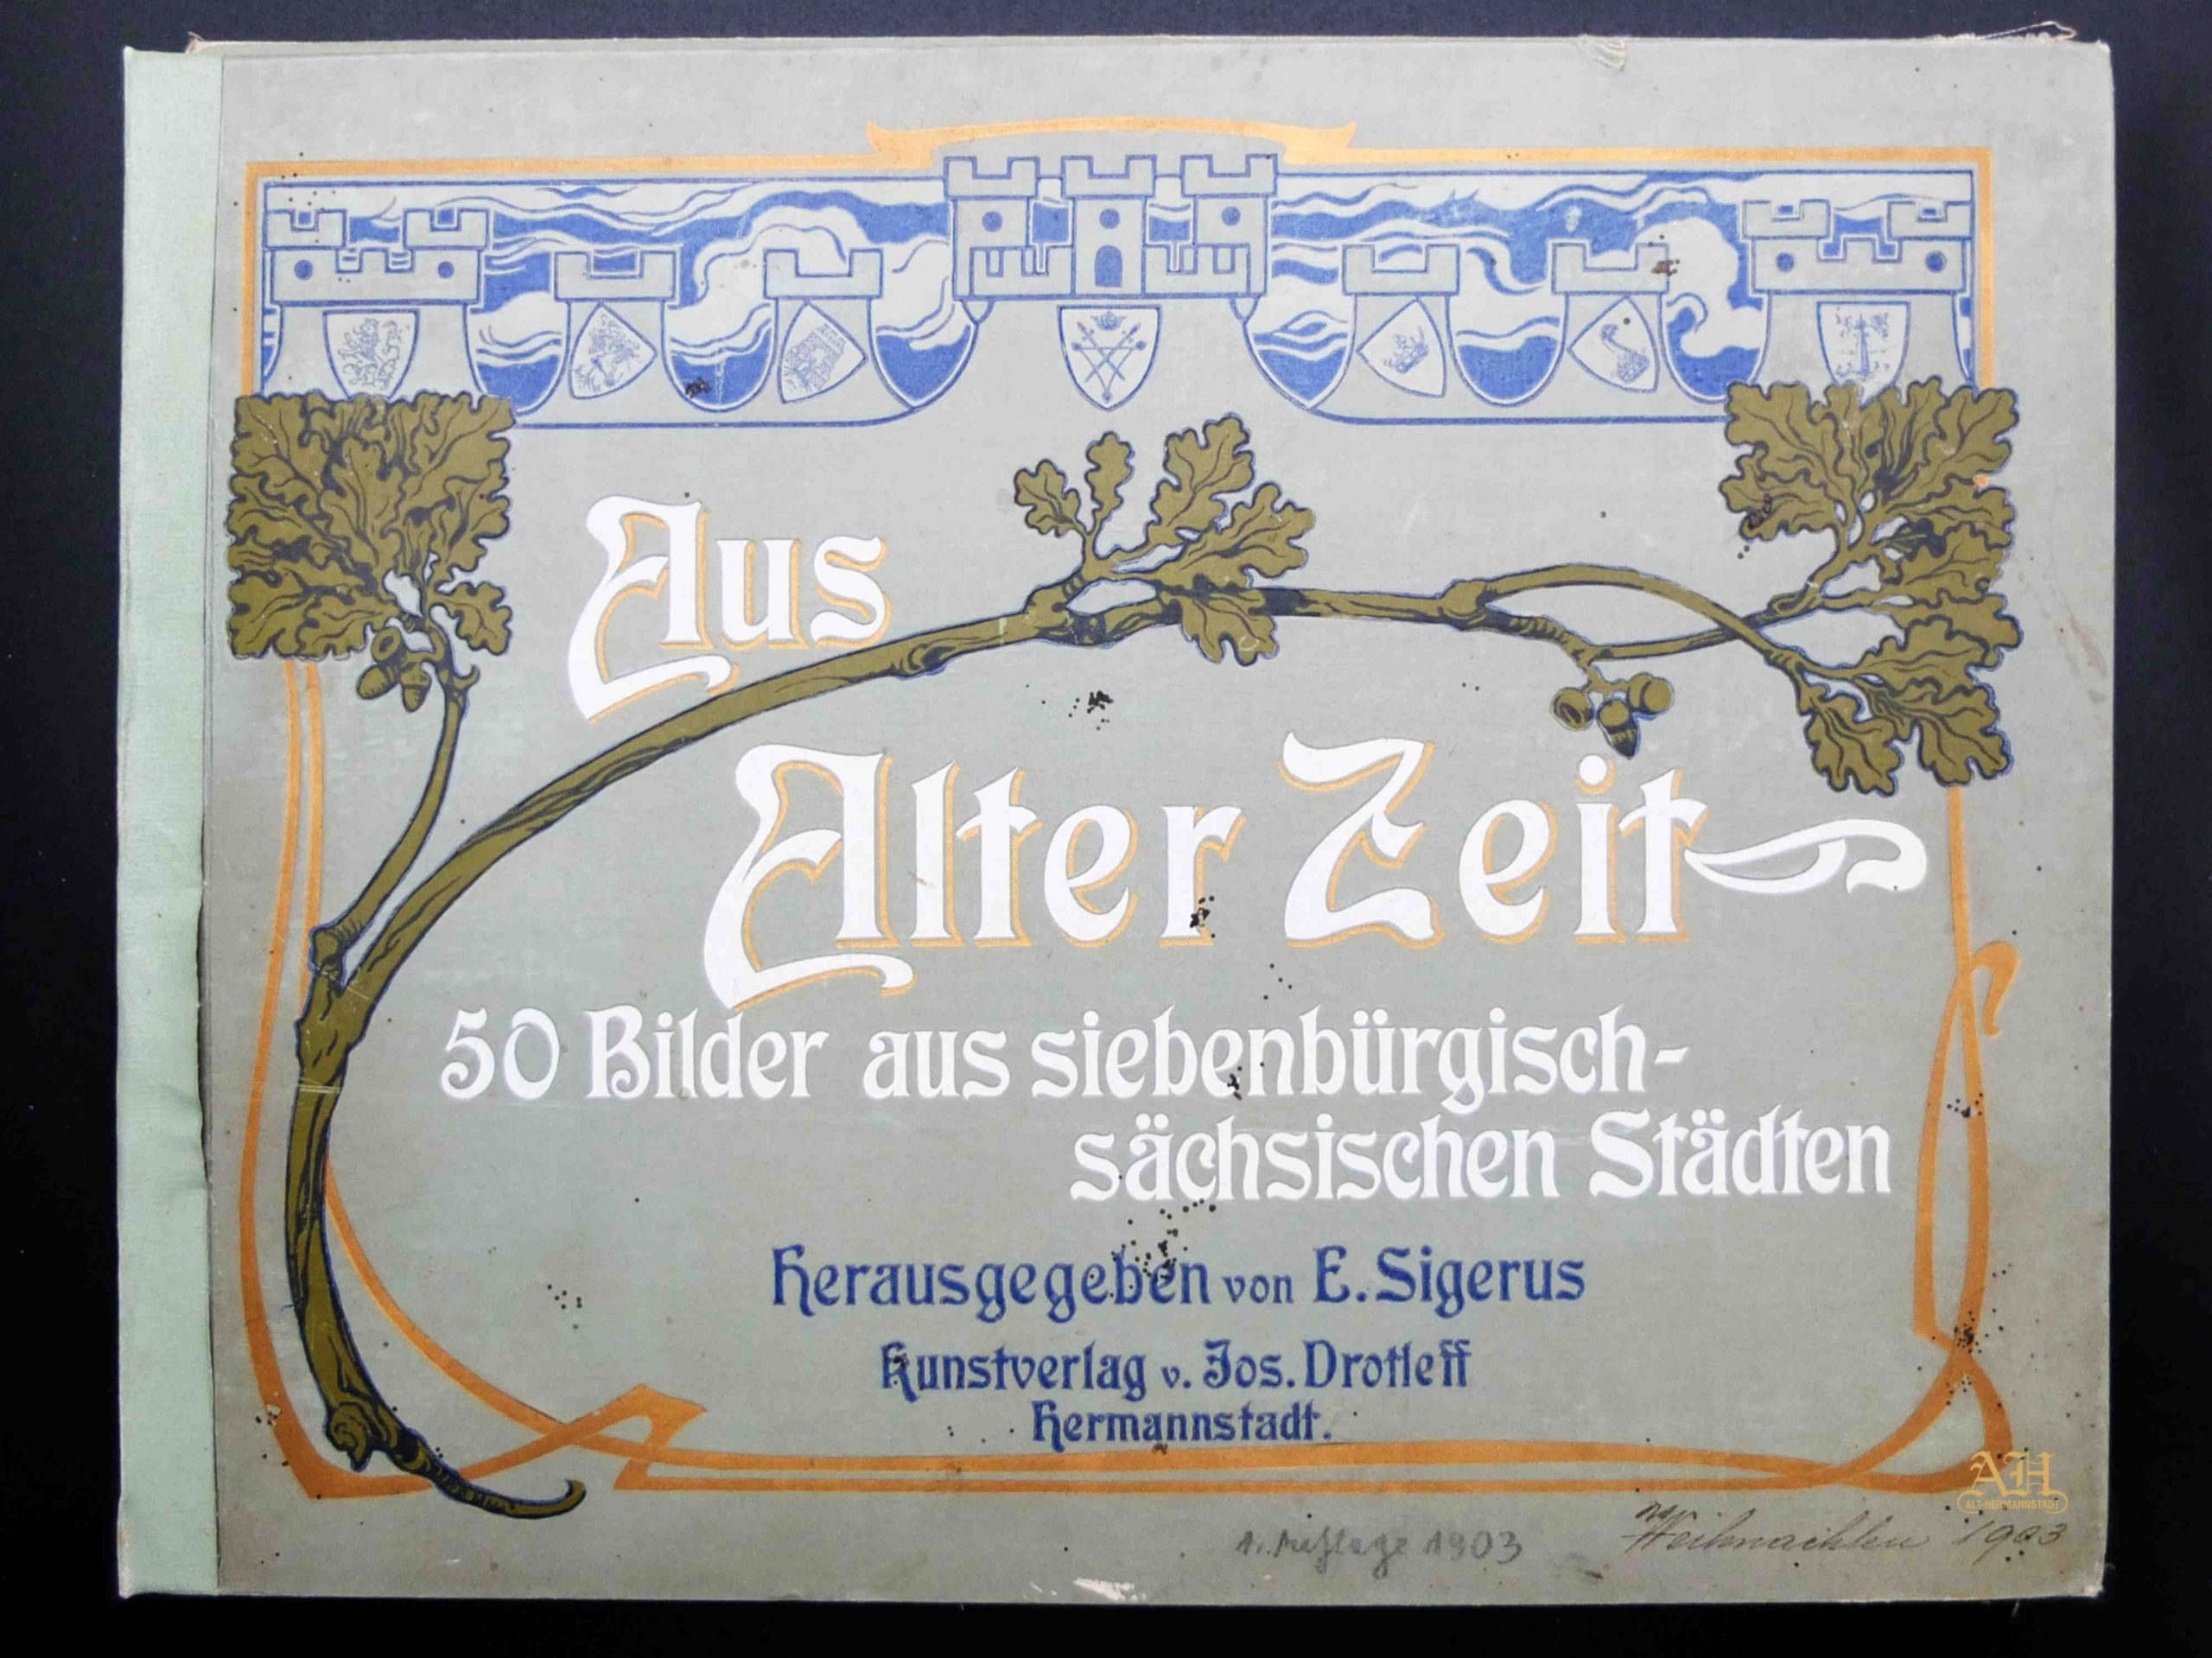 Aus
Alter Zeit
50 Bilder aus siebenbürgisch-
sächsischen Städten
Herausgegeben von E. Sigerus
Kunstverlag v. Jos. Drotleff
Hermannstadt.
AH
ALT-HERMANNSTADT
1. Auflage 1903
Weihnachten 1903